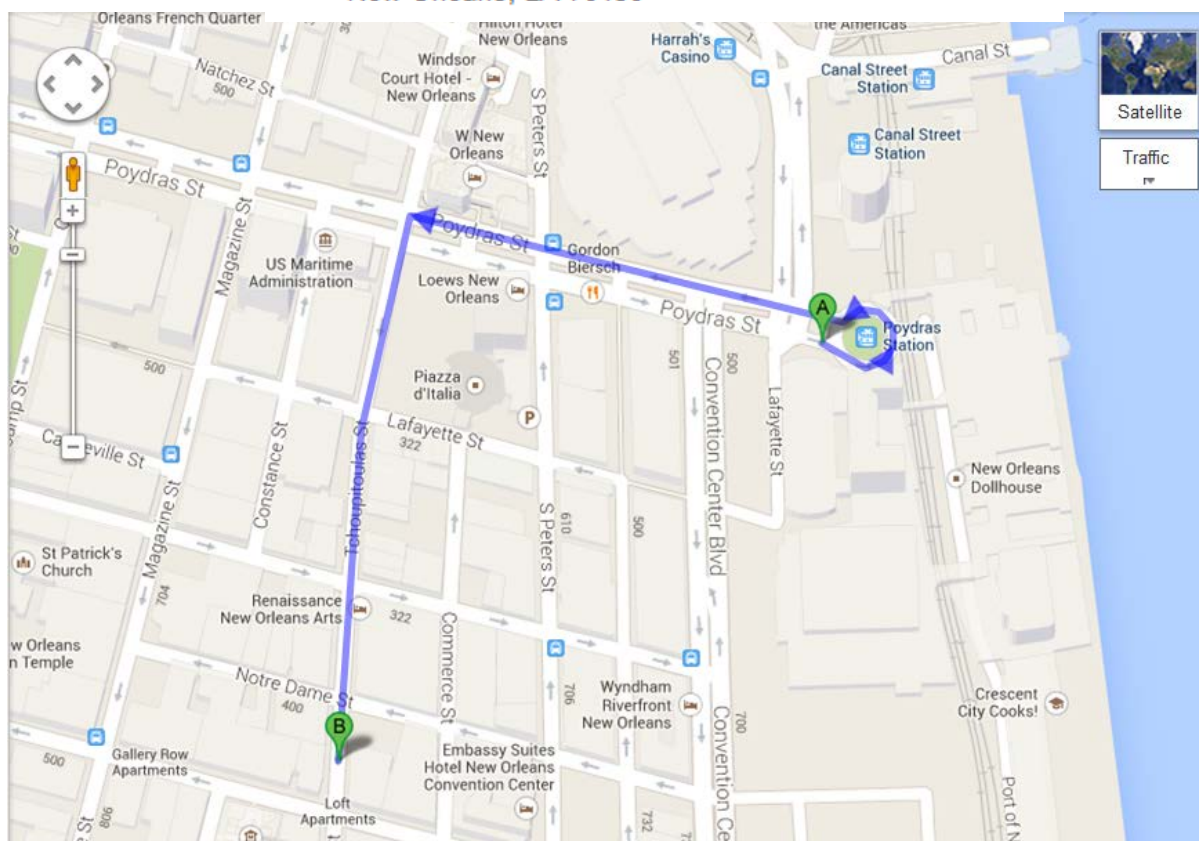 Orleans French Quarter
Hilton Hotel
New Orleans
the Americas
Canal St
Harrah's
Casino
Windsor
Court Hotel -
New Orleans
Natchez St
500
S Peters St
Canal Street
Station
Canal Street
Station
Satellite
Traffic
W New
Orleans
Poydras St
Magazine St
US Maritime
Administration
Poydras St
Gordon
Biersch
Loews New
Orleans
Poydras St
A
Poydras
Station
500
501
500
Piazza
d'Italia
P
Lafayette St
322
Convention Center Blvd
Lafayette St
Constance St
Tchoupitoulas St
New Orleans
Dollhouse
Magazine St
S Peters St
610
500
St Patrick's
Church
704
Renaissance
New Orleans Arts
322
Commerce St
Notre Dame St
400
706
Wyndham
Riverfront
New Orleans
700
Crescent
City Cooks!
B
500
Gallery Row
Apartments
Embassy Suites
Hotel New Orleans
Convention Center
Loft
Apartments
806
732
Port of N